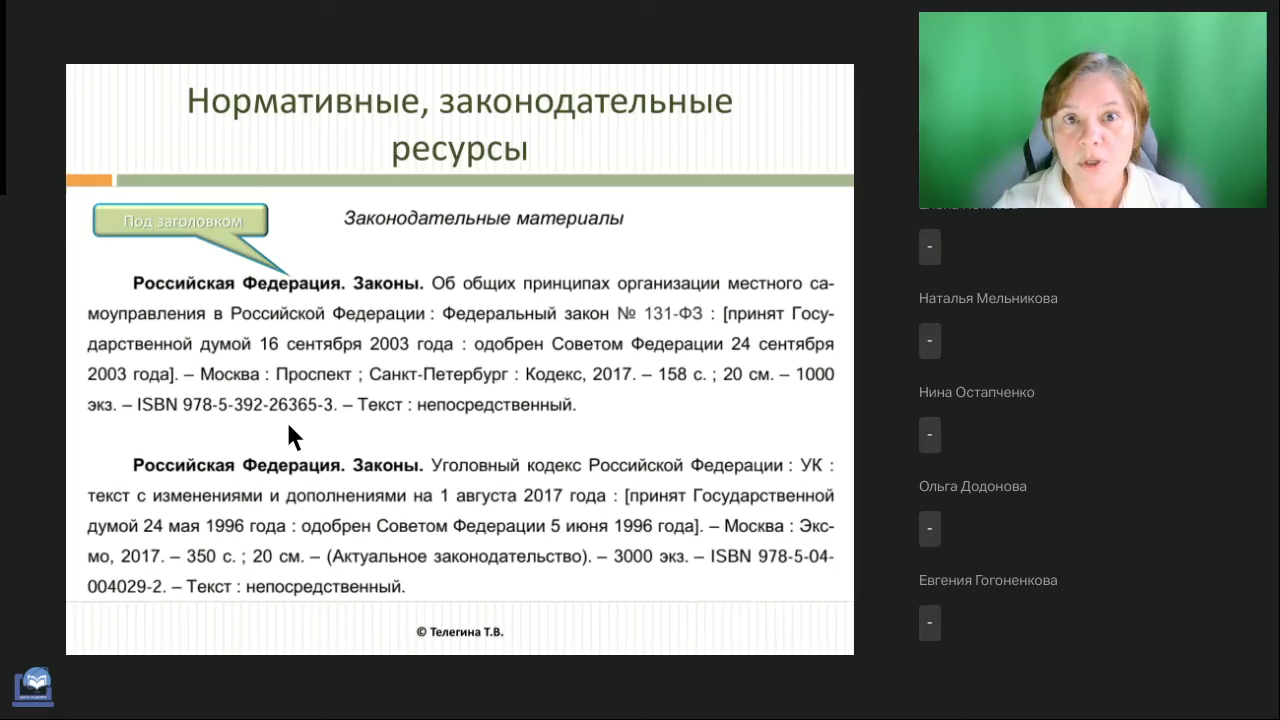 Нормативные, законодательные
ресурсы
Под заголовком
Законодательные материалы
Российская Федерация. Законы. Об общих принципах организации местного са-
моуправления в Российской Федерации : Федеральный закон № 131-ФЗ : [принят Госу-
дарственной думой 16 сентября 2003 года : одобрен Советом Федерации 24 сентября
2003 года]. – Москва : Проспект ; Санкт-Петербург : Кодекс, 2017. – 158 с. ; 20 см. – 1000
экз. – ISBN 978-5-392-26365-3. – Текст : непосредственный.
Российская Федерация. Законы. Уголовный кодекс Российской Федерации : УК :
текст с изменениями и дополнениями на 1 августа 2017 года : [принят Государственной
думой 24 мая 1996 года : одобрен Советом Федерации 5 июня 1996 года]. – Москва : Экс-
мо, 2017. – 350 с. ; 20 см. – (Актуальное законодательство). – 3000 экз. – ISBN 978-5-04-
004029-2. – Текст : непосредственный.
© Телегина Т.В.
-
Наталья Мельникова
-
Нина Остапченко
-
Ольга Додонова
-
Евгения Гогоненкова
-